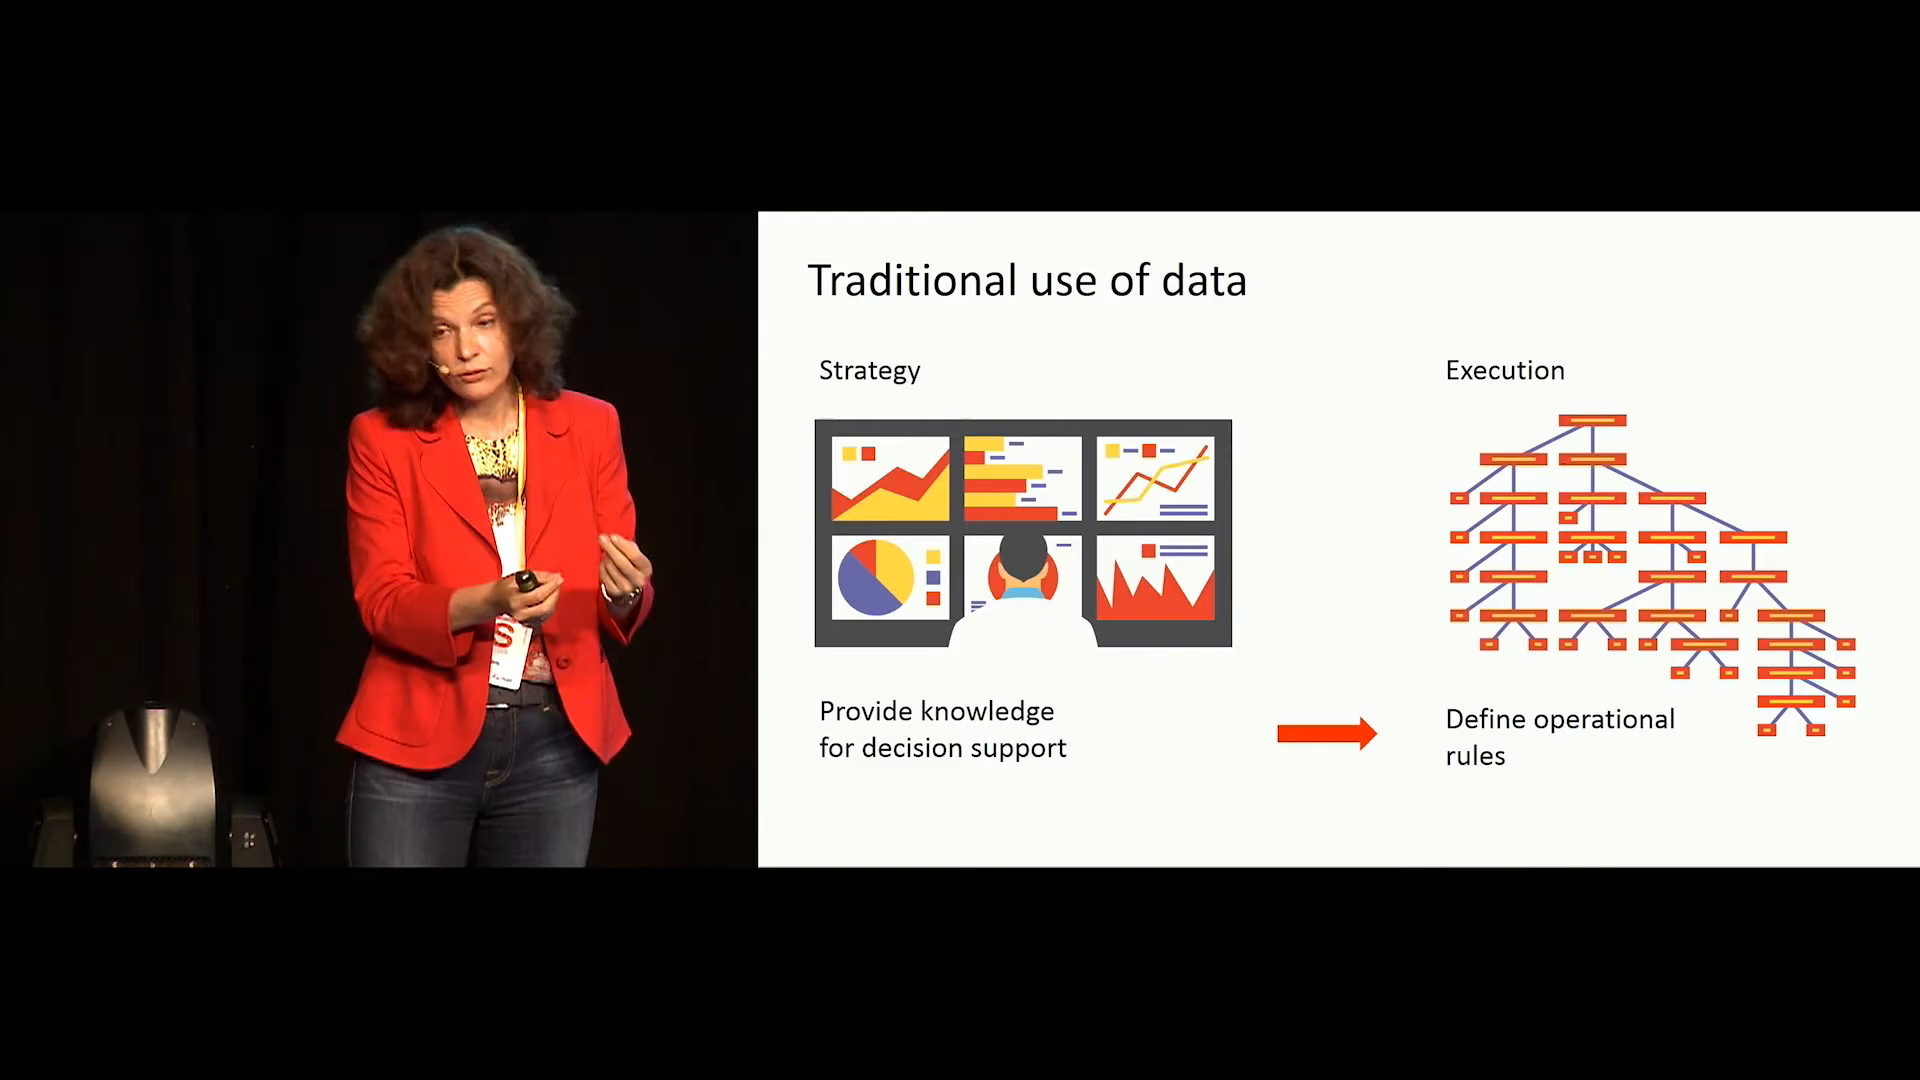 Traditional use of data
Strategy
Execution
Provide knowledge
for decision support
Define operational
rules
S